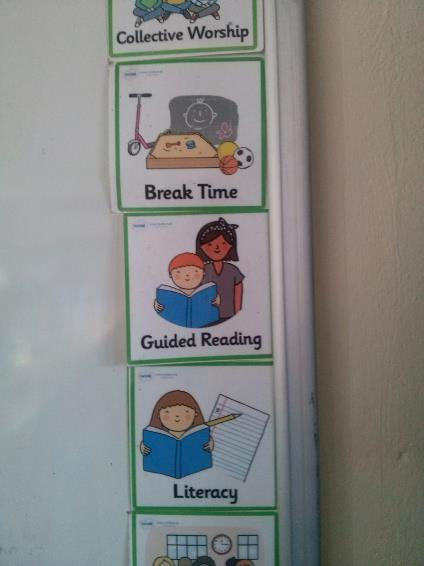 Collective Worship
Break Time
Guided Reading
Literacy